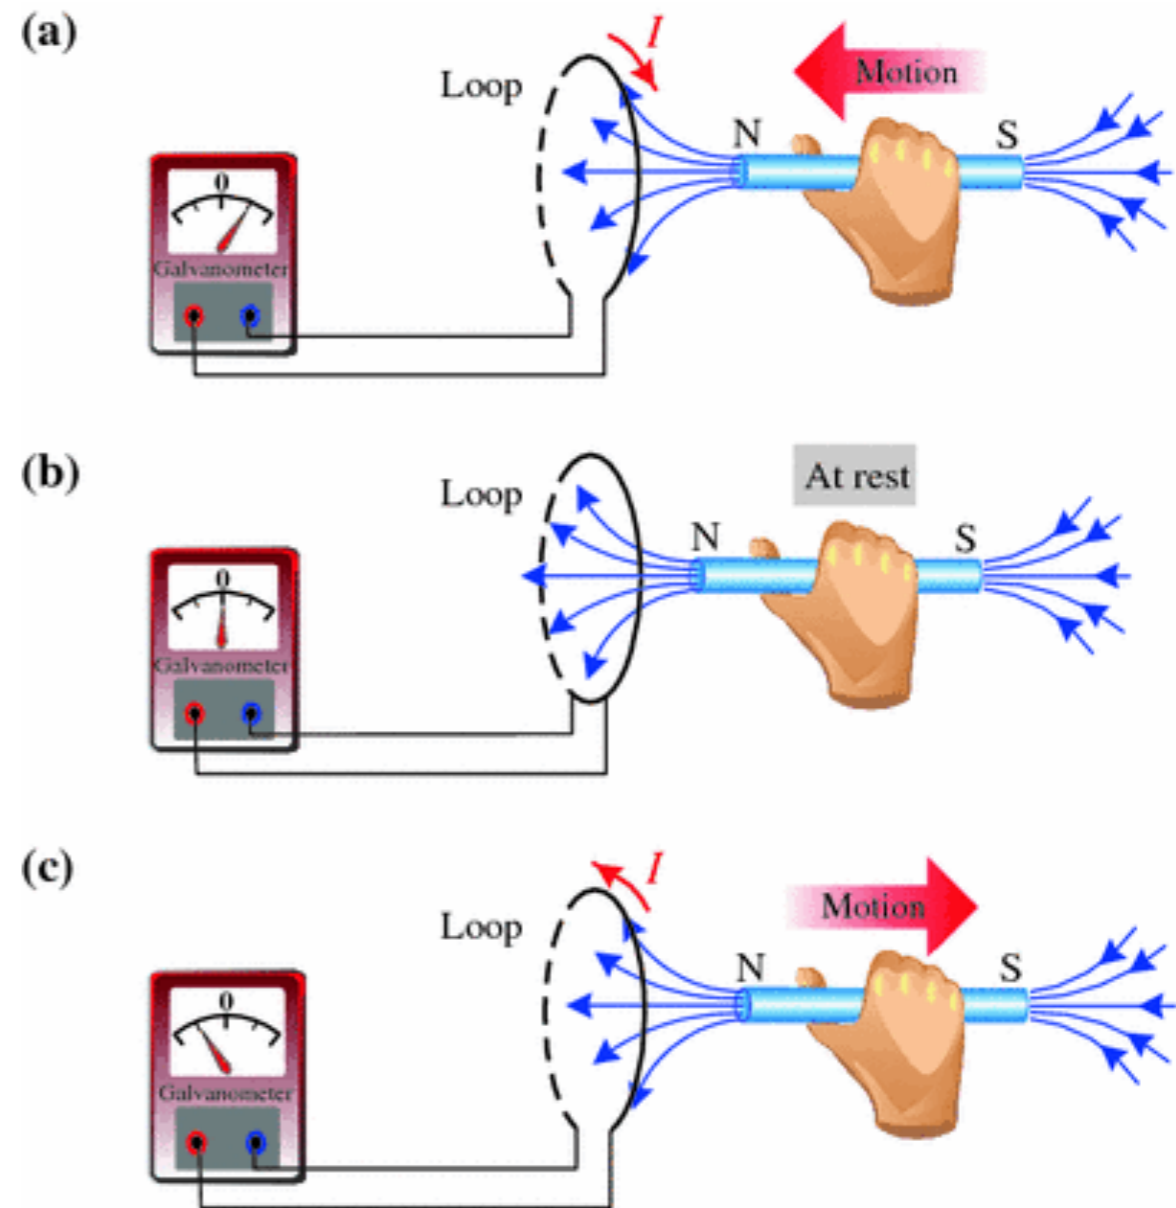 (a)
I
Motion
Loop
N
S
0
Galvanometer
(b)
At rest
Loop
N
S
0
Galvanometer
(c)
I
Motion
Loop
N
S
0
Galvanometer